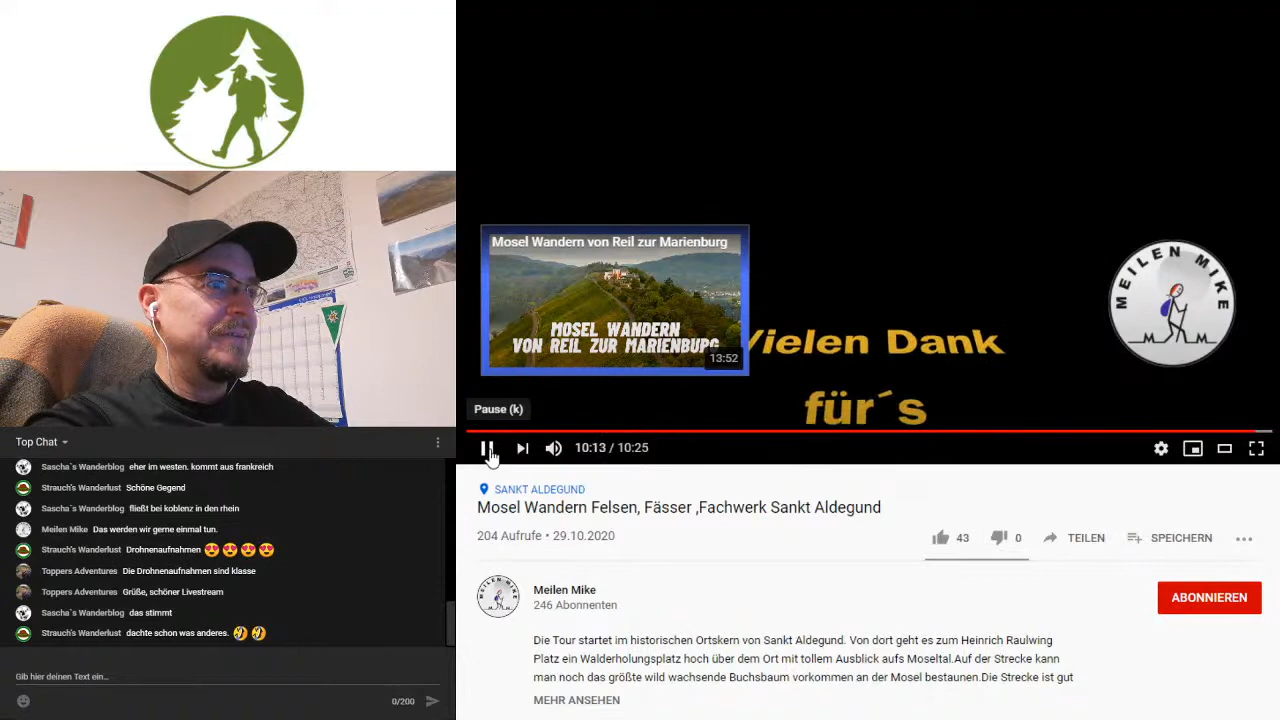 Top Chat
Sascha`s Wanderblog eher im westen. kommt aus frankreich
Strauch's Wanderlust Schöne Gegend
Sascha`s Wanderblog fließt bei koblenz in den rhein
Meilen Mike Das werden wir gerne einmal tun.
Strauch's Wanderlust Drohnenaufnahmen 😍😍😍😍
Toppers Adventures Die Drohnenaufnahmen sind klasse
Toppers Adventures Grüße, schöner Livestream
Sascha`s Wanderblog das stimmt
Strauch's Wanderlust dachte schon was anderes. 🤣🤣
Gib hier deinen Text ein...
0/200
Mosel Wandern von Reil zur Marienburg
MOSEL WANDERN
VON REIL ZUR MARIENBURG
13:52
Vielen Dank
für´s
MEILEN MIKE
Pause (k)
10:13 / 10:25
SANKT ALDEGUND
Mosel Wandern Felsen, Fässer ,Fachwerk Sankt Aldegund
204 Aufrufe • 29.10.2020
43
0
TEILEN
SPEICHERN
Meilen Mike
246 Abonnenten
ABONNIEREN
Die Tour startet im historischen Ortskern von Sankt Aldegund. Von dort geht es zum Heinrich Raulwing
Platz ein Walderholungsplatz hoch über dem Ort mit tollem Ausblick aufs Moseltal.Auf der Strecke kann
man noch das größte wild wachsende Buchsbaum vorkommen an der Mosel bestaunen.Die Strecke ist gut
MEHR ANSEHEN